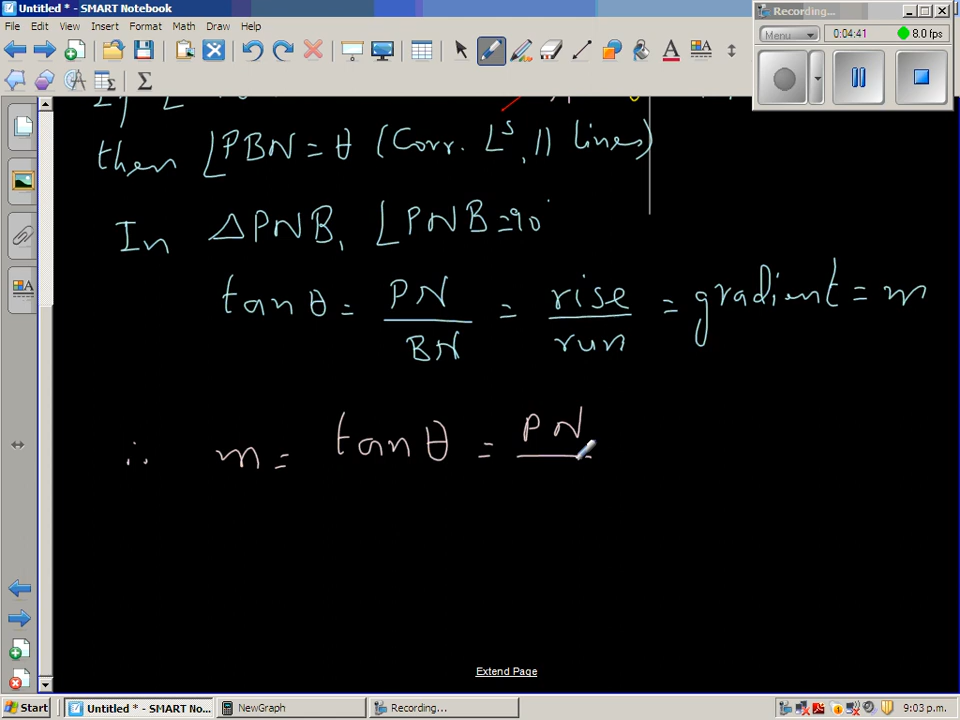 Untitled * - SMART Notebook
Recording...
File Edit View Insert Format Math Draw Help
Menu 0:04:41 8.0 fps
then ∠PBN = θ (Corr. ∠s, || lines)
In △PNB, ∠PNB = 90°
tanθ = PN/BN = rise/run = gradient = m
∴ m = tanθ = PN
Extend Page
Start Untitled * - SMART No... NewGraph Recording... 9:03 p.m.